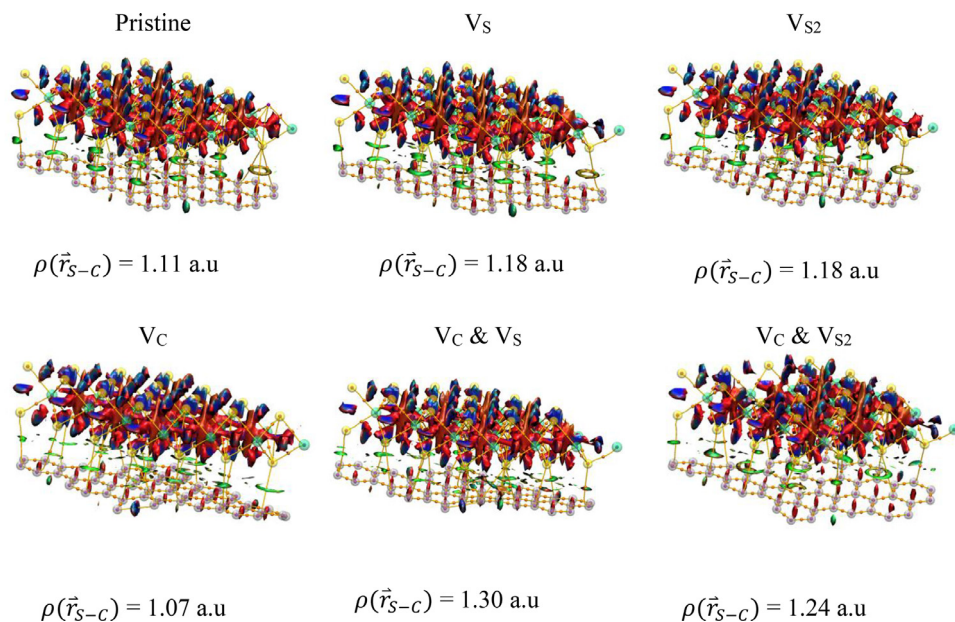 Pristine
V_S
V_S2
ρ(r⃗_S−C) = 1.11 a.u
ρ(r⃗_S−C) = 1.18 a.u
ρ(r⃗_S−C) = 1.18 a.u
V_C
V_C & V_S
V_C & V_S2
ρ(r⃗_S−C) = 1.07 a.u
ρ(r⃗_S−C) = 1.30 a.u
ρ(r⃗_S−C) = 1.24 a.u